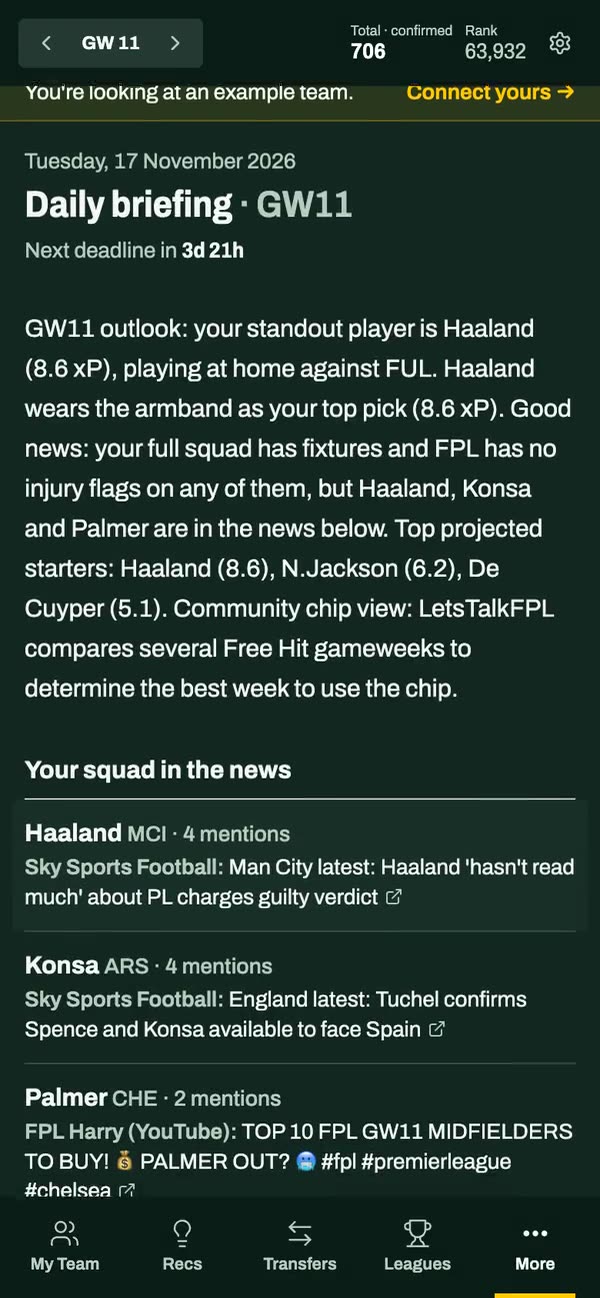 GW 11
Total · confirmed
706
Rank
63,932
You're looking at an example team.
Connect yours →
Tuesday, 17 November 2026
Daily briefing · GW11
Next deadline in 3d 21h
GW11 outlook: your standout player is Haaland
(8.6 xP), playing at home against FUL. Haaland
wears the armband as your top pick (8.6 xP). Good
news: your full squad has fixtures and FPL has no
injury flags on any of them, but Haaland, Konsa
and Palmer are in the news below. Top projected
starters: Haaland (8.6), N.Jackson (6.2), De
Cuyper (5.1). Community chip view: LetsTalkFPL
compares several Free Hit gameweeks to
determine the best week to use the chip.
Your squad in the news
Haaland MCI · 4 mentions
Sky Sports Football: Man City latest: Haaland 'hasn't read
much' about PL charges guilty verdict
Konsa ARS · 4 mentions
Sky Sports Football: England latest: Tuchel confirms
Spence and Konsa available to face Spain
Palmer CHE · 2 mentions
FPL Harry (YouTube): TOP 10 FPL GW11 MIDFIELDERS
TO BUY! 💰 PALMER OUT? 🥶 #fpl #premierleague
#chelsea
My Team
Recs
Transfers
Leagues
More